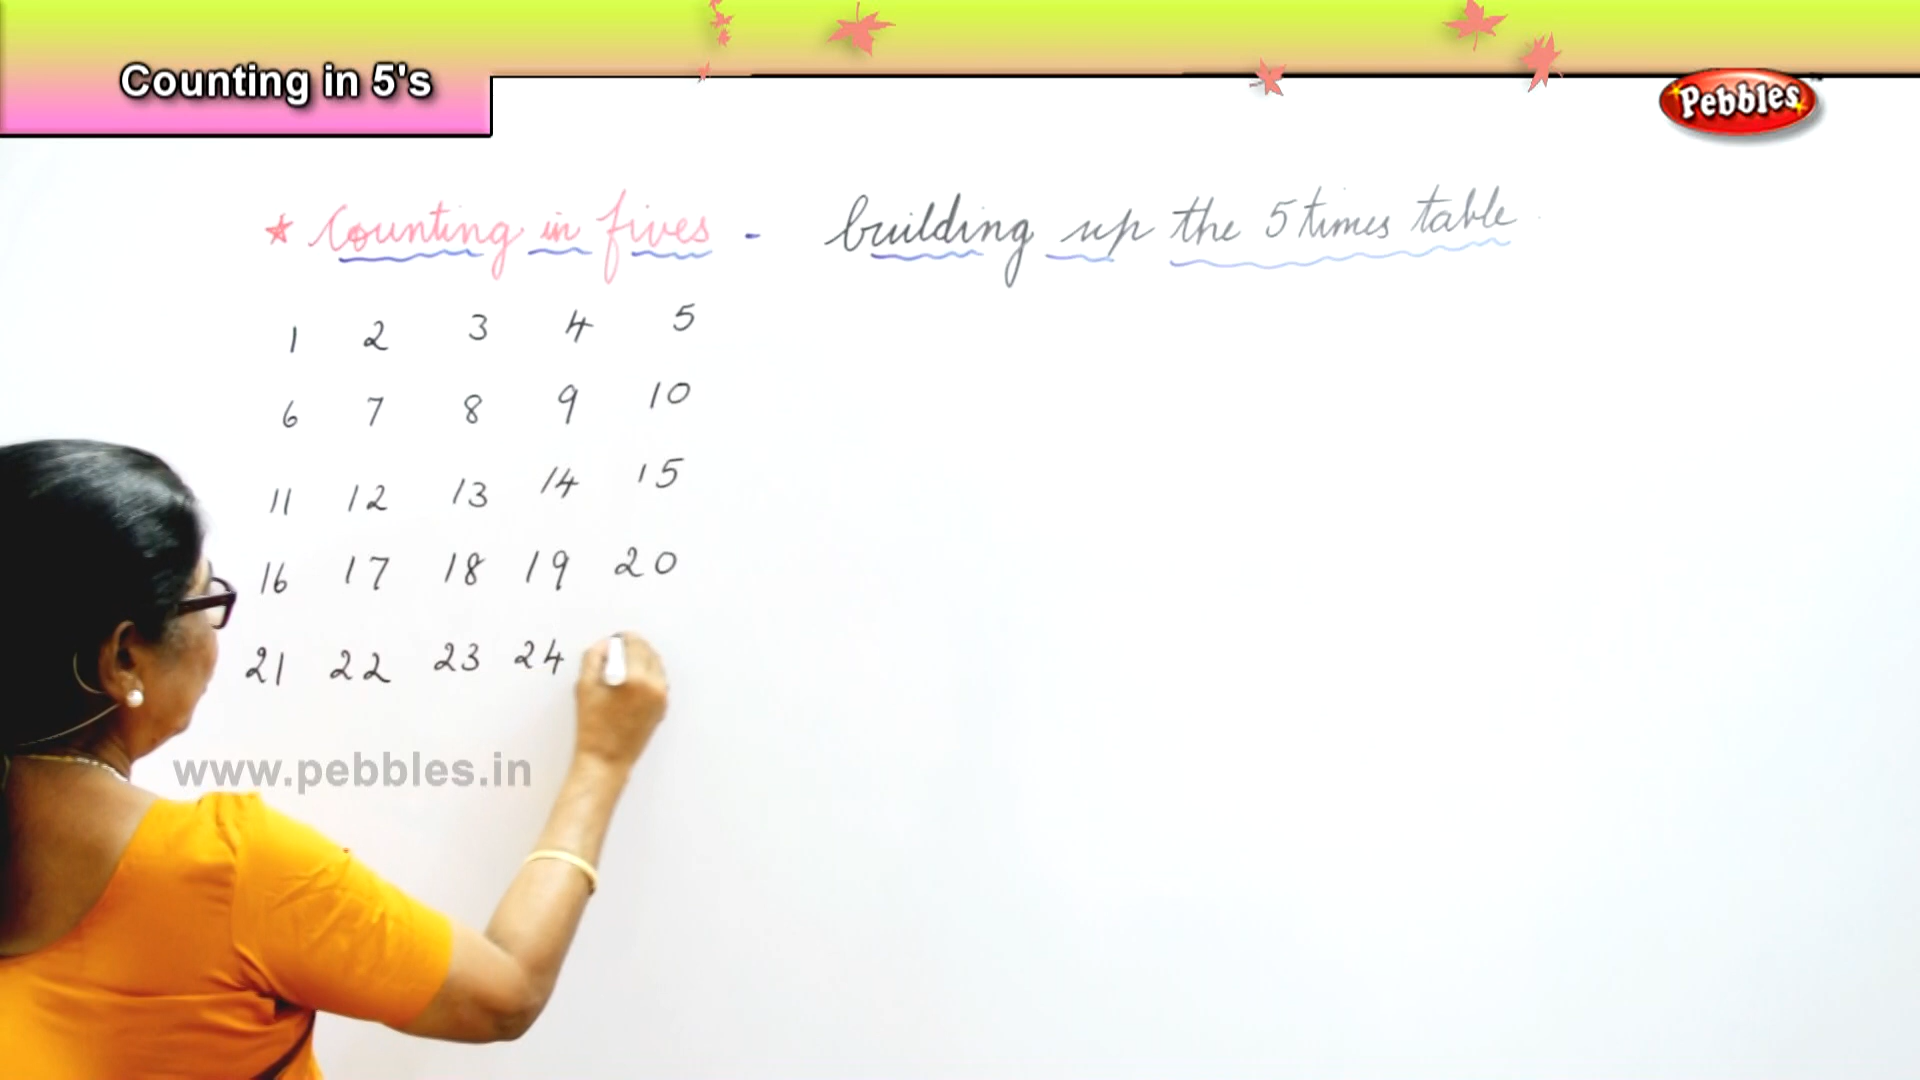 Counting in 5's
Pebbles
* Counting in fives - building up the 5 times table
1 2 3 4 5
6 7 8 9 10
11 12 13 14 15
16 17 18 19 20
21 22 23 24
www.pebbles.in